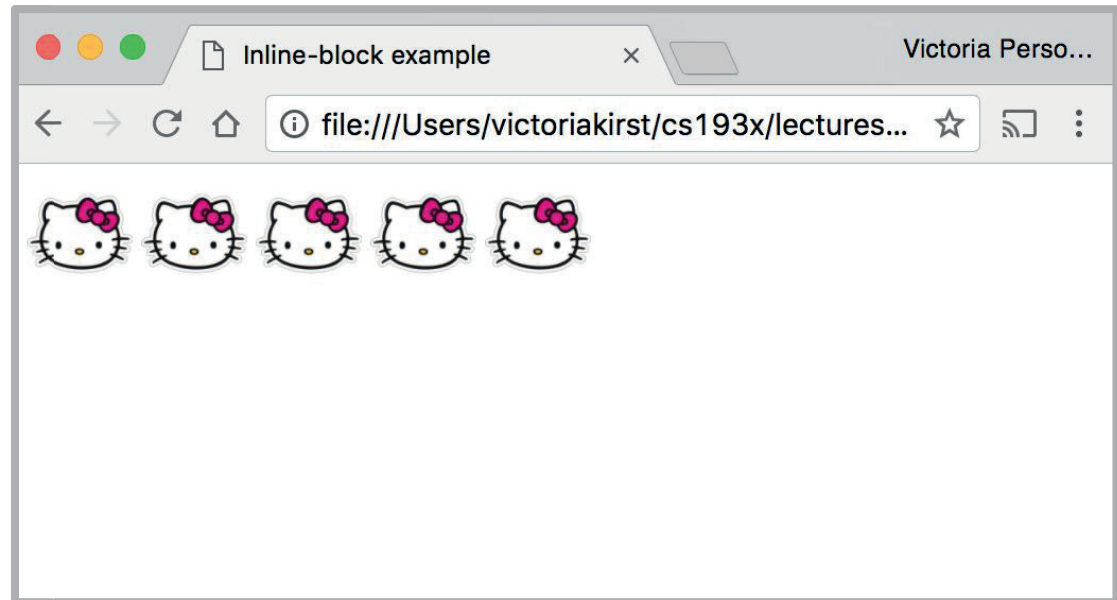 Inline-block example
Victoria Perso...
file:///Users/victoriakirst/cs193x/lectures...